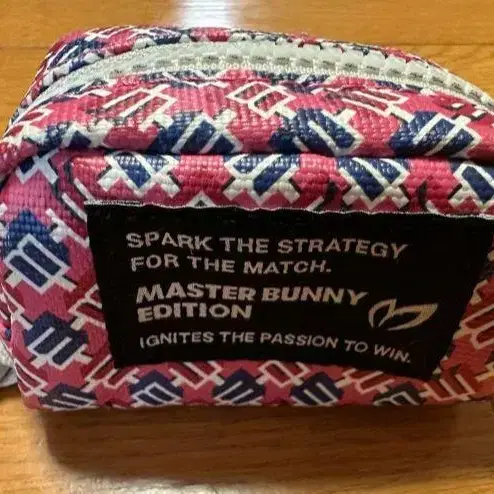 SPARK THE STRATEGY
FOR THE MATCH.
MASTER BUNNY
EDITION
IGNITES THE PASSION TO WIN.